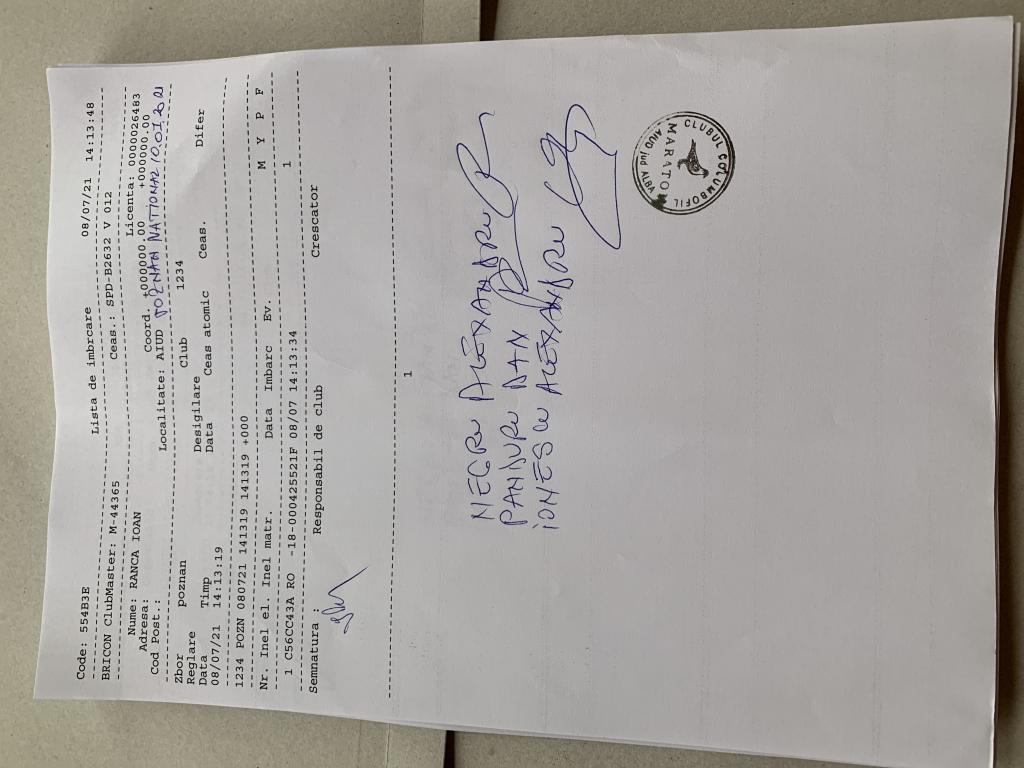 Code: 554B3E
Lista de imbrcare 08/07/21 14:13:48
BRICON ClubMaster: M-44365 Ceas.: SPD-B2632 V 012
Nume: RANCA IOAN Licenta: 0000026483
Adresa: Coord. +000000.00 +000000.00
Cod Post.: Localitate: AIUD POZNAN NATIONAL 10.07.2021
Zbor poznan Club 1234
Reglare Desigilare
Data Timp Data Ceas atomic Ceas. Difer
08/07/21 14:13:19
1234 POZN 080721 141319 141319 +000
Nr. Inel el. Inel matr. Data Imbarc Ev. M Y P F
1 C56CC43A RO -18-000425521F 08/07 14:13:34 1
Semnatura : Responsabil de club Crescator
1
NEGRU ALEXANDRU
PANDURU DAN
IONESCU ALEXANDRU
CLUBUL COLUMBOFIL
MARATON
AIUD jud ALBA